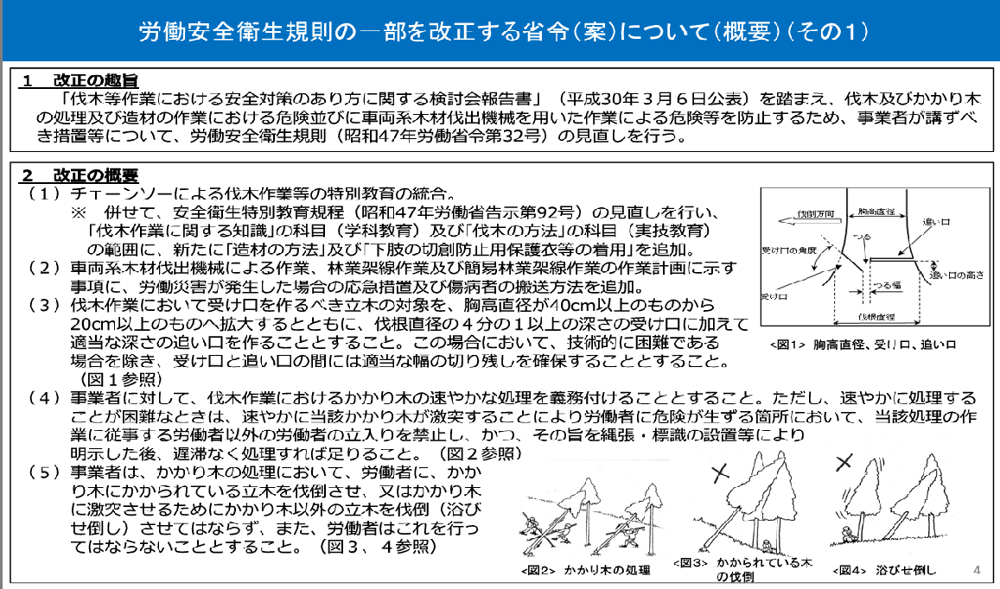 労働安全衛生規則の一部を改正する省令(案)について(概要)(その1)
1　改正の趣旨
「伐木等作業における安全対策のあり方に関する検討会報告書」(平成30年3月6日公表)を踏まえ、伐木及びかかり木
の処理及び造材の作業における危険並びに車両系木材伐出機械を用いた作業による危険等を防止するため、事業者が講ずべ
き措置等について、労働安全衛生規則(昭和47年労働省令第32号)の見直しを行う。
2　改正の概要
(1)チェーンソーによる伐木作業等の特別教育の統合。
※　併せて、安全衛生特別教育規程(昭和47年労働省告示第92号)の見直しを行い、
「伐木作業に関する知識」の科目(学科教育)及び「伐木の方法」の科目(実技教育)
の範囲に、新たに「造材の方法」及び「下肢の切創防止用保護衣等の着用」を追加。
(2)車両系木材伐出機械による作業、林業架線作業及び簡易林業架線作業の作業計画に示す
事項に、労働災害が発生した場合の応急措置及び傷病者の搬送方法を追加。
(3)伐木作業において受け口を作るべき立木の対象を、胸高直径が40cm以上のものから
20cm以上のものへ拡大するとともに、伐根直径の4分の1以上の深さの受け口に加えて
適当な深さの追い口を作ることとすること。この場合において、技術的に困難である
場合を除き、受け口と追い口の間には適当な幅の切り残しを確保することとすること。
(図1参照)
伐倒方向
胸高直径
追い口
つる
受け口の角度
追い口の高さ
つる幅
受け口
伐根直径
<図1> 胸高直径、受け口、追い口
(4)事業者に対して、伐木作業におけるかかり木の速やかな処理を義務付けることとすること。ただし、速やかに処理する
ことが困難なときは、速やかに当該かかり木が激突することにより労働者に危険が生ずる箇所において、当該処理の作
業に従事する労働者以外の労働者の立入りを禁止し、かつ、その旨を縄張・標識の設置等により
明示した後、遅滞なく処理すれば足りること。(図2参照)
(5)事業者は、かかり木の処理において、労働者に、かか
り木にかかられている立木を伐倒させ、又はかかり木
に激突させるためにかかり木以外の立木を伐倒(浴び
せ倒し)させてはならず、また、労働者はこれを行っ
てはならないこととすること。(図3、4参照)
<図2> かかり木の処理
<図3> かかられている木
の伐倒
<図4> 浴びせ倒し
4